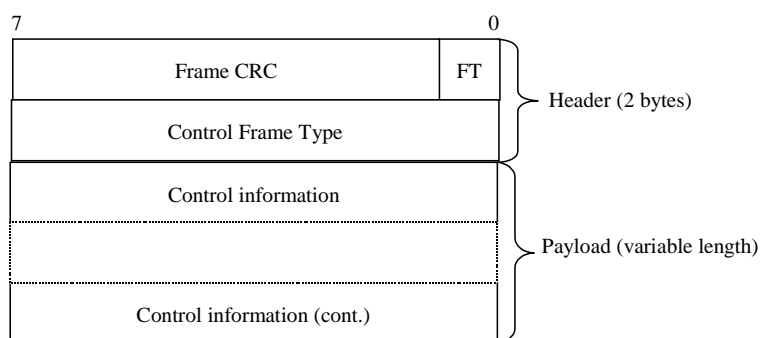 7 0
Frame CRC FT
Header (2 bytes)
Control Frame Type
Control information
Payload (variable length)
Control information (cont.)